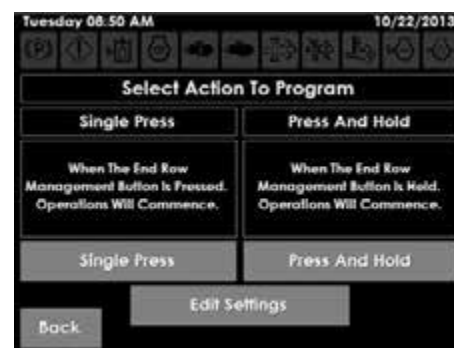 Tuesday 08:50 AM 10/22/2013
Select Action To Program
Single Press Press And Hold
When The End Row When The End Row
Management Button Is Pressed. Management Button Is Held.
Operations Will Commence. Operations Will Commence.
Single Press Press And Hold
Edit Settings
Back